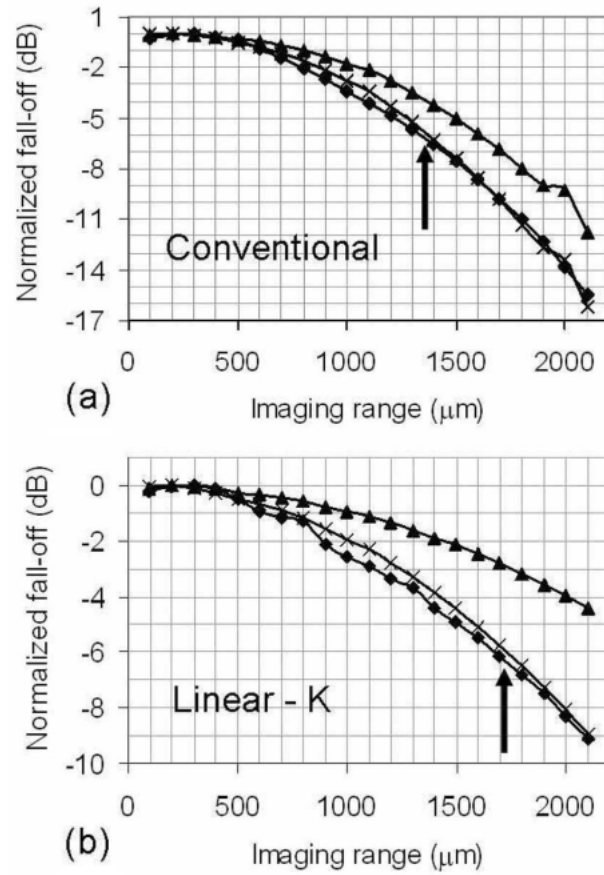 Normalized fall-off (dB)
1
-2
-5
-8
-11
-14
-17
Conventional
0 500 1000 1500 2000
(a)
Imaging range (μm)
Normalized fall-off (dB)
0
-2
-4
-6
-8
-10
Linear - K
0 500 1000 1500 2000
(b)
Imaging range (μm)